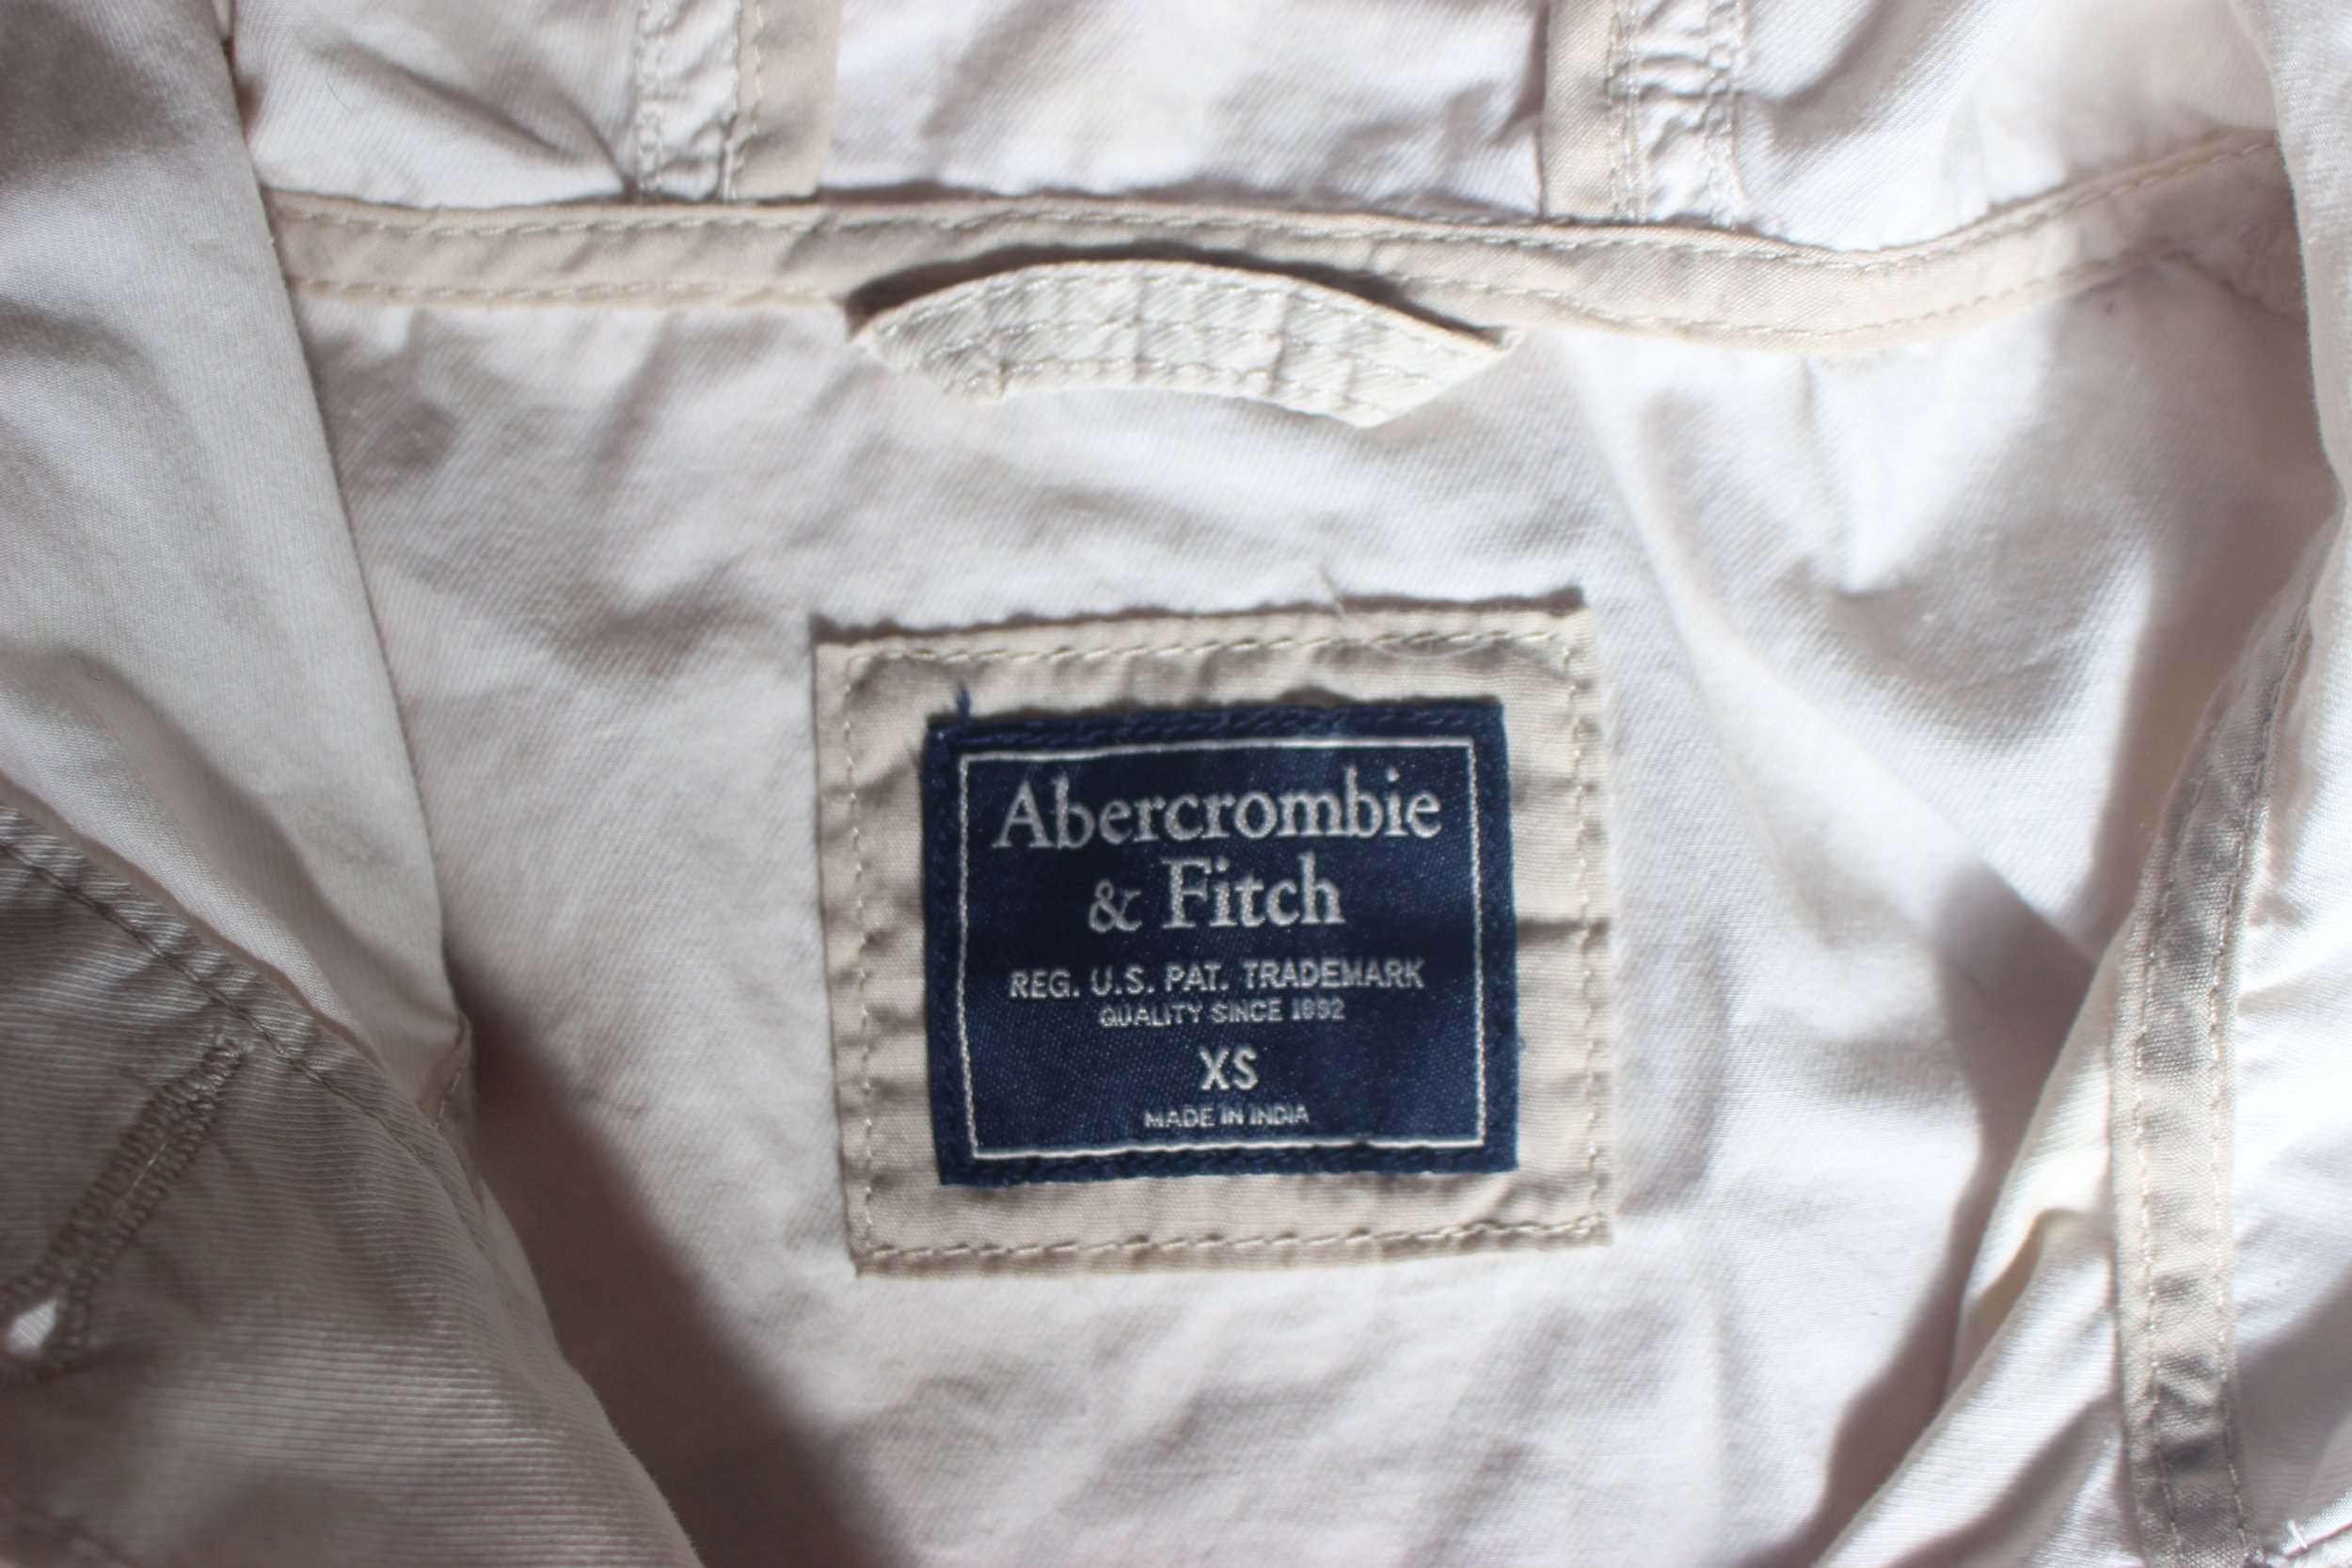 Abercrombie
& Fitch
REG. U.S. PAT. TRADEMARK
QUALITY SINCE 1892
XS
MADE IN INDIA